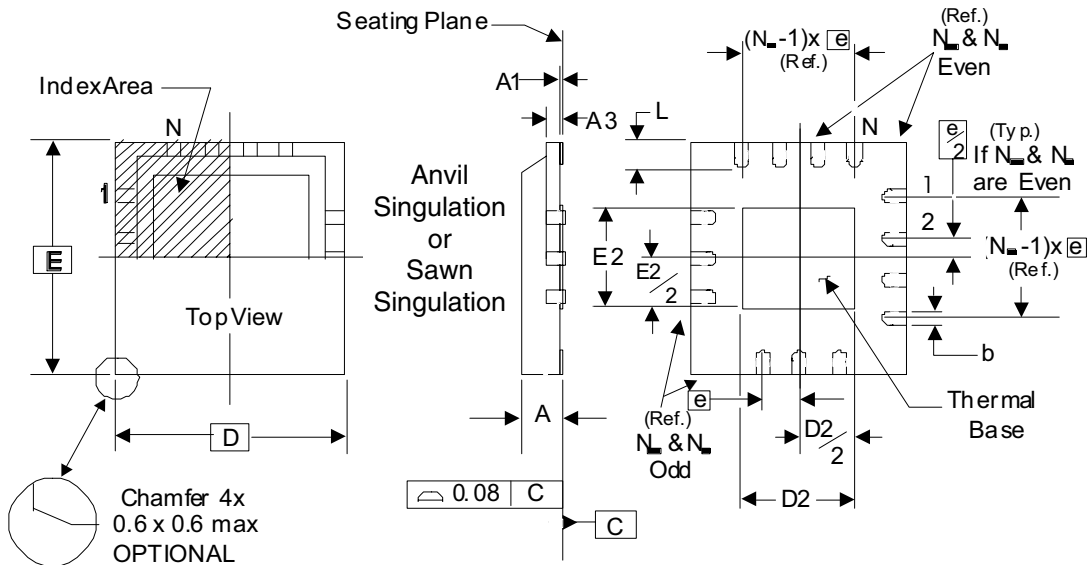 Seating Plane
(Ref.)
(N -1)x e
(Ref.)
N & N
Even
A1
IndexArea
A3
L
N
N
e/2
(Typ.)
If N & N
are Even
1
1
2
Anvil
Singulation
or
Sawn
Singulation
E
E2
E2/2
(N -1)x e
(Ref.)
TopView
b
Thermal
Base
e
A
D
(Ref.)
N & N
Odd
D2/2
D2
0.08 C
C
Chamfer 4x
0.6 x 0.6 max
OPTIONAL